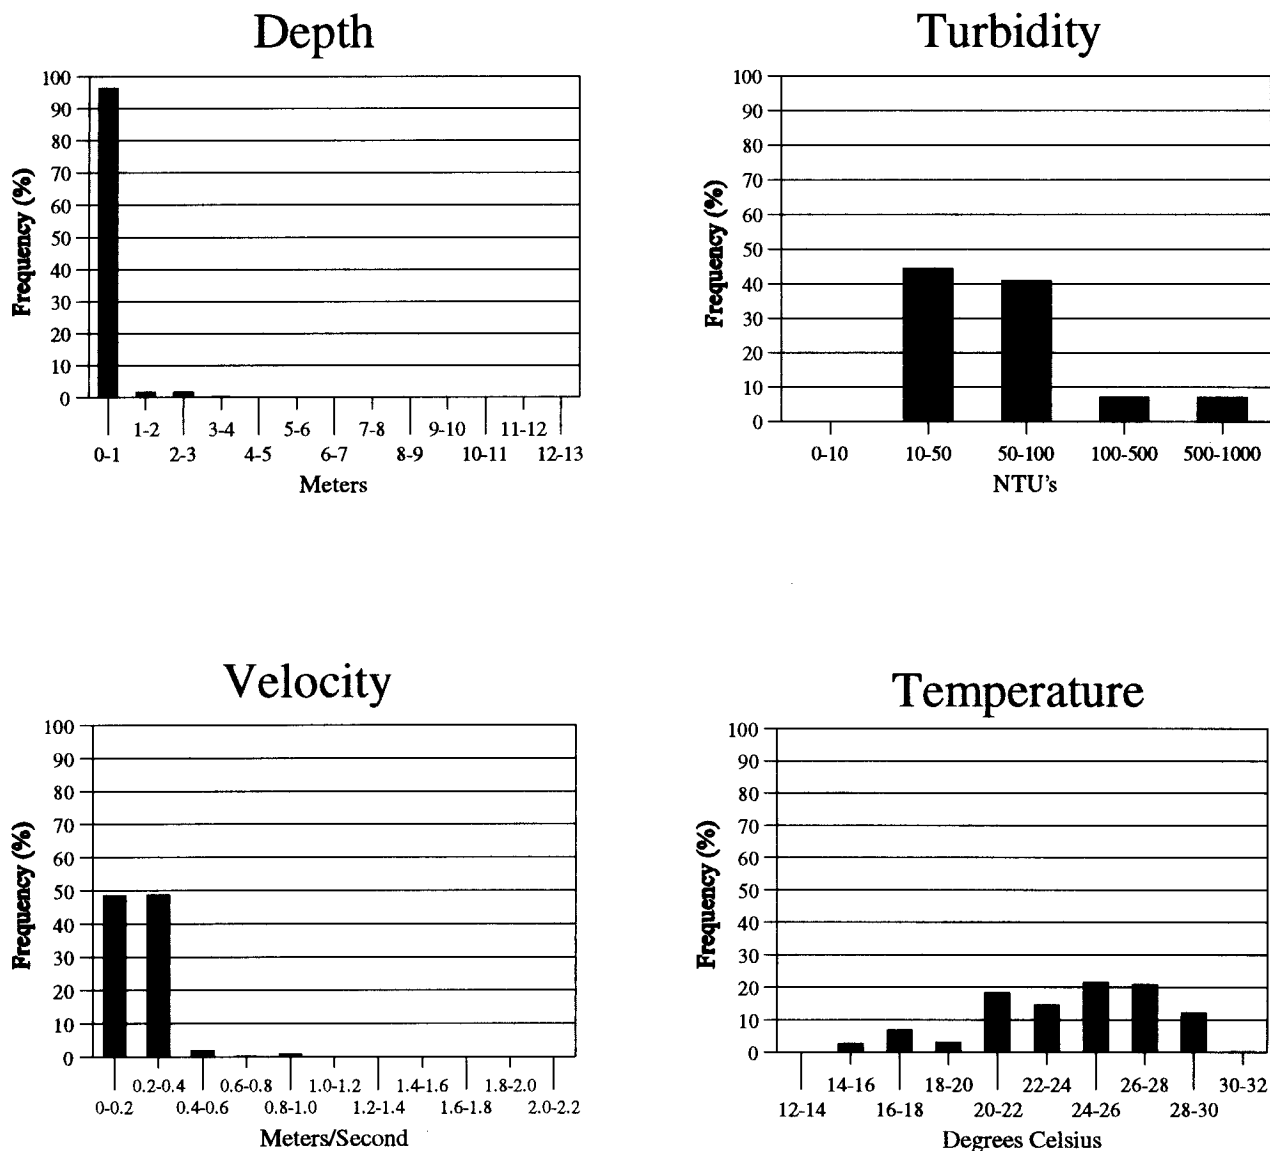 Depth
Frequency (%)
100
90
80
70
60
50
40
30
20
10
0
1-2 3-4 5-6 7-8 9-10 11-12
0-1 2-3 4-5 6-7 8-9 10-11 12-13
Meters
Turbidity
Frequency (%)
100
90
80
70
60
50
40
30
20
10
0
0-10 10-50 50-100 100-500 500-1000
NTU's
Velocity
Frequency (%)
100
90
80
70
60
50
40
30
20
10
0
0.2-0.4 0.6-0.8 1.0-1.2 1.4-1.6 1.8-2.0
0-0.2 0.4-0.6 0.8-1.0 1.2-1.4 1.6-1.8 2.0-2.2
Meters/Second
Temperature
Frequency (%)
100
90
80
70
60
50
40
30
20
10
0
14-16 18-20 22-24 26-28 30-32
12-14 16-18 20-22 24-26 28-30
Degrees Celsius